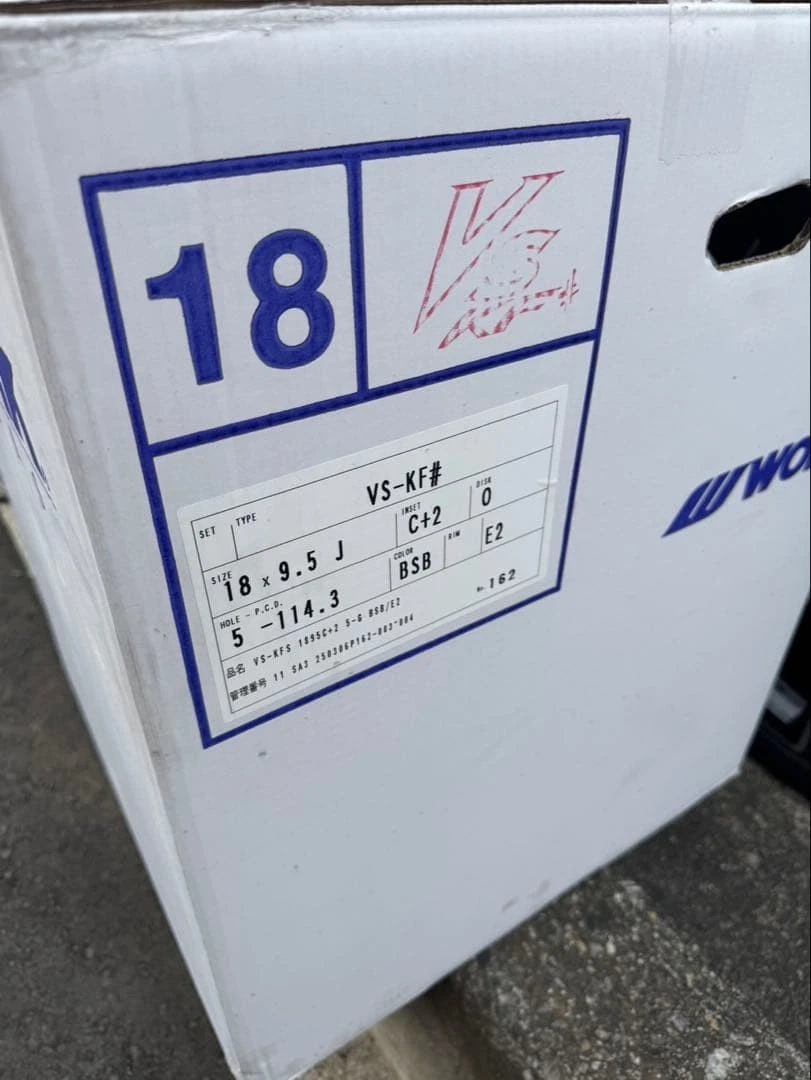 18
VS
SET TYPE VS-KF#
SIZE 18 x 9.5 J INSET C+2 DISK O
HOLE - P.C.D. 5 -114.3 COLOR BSB RIM E2
品名 VS-KFS 1895C+2 5-G BSB/E2 No.162
管理番号 11 SA3 250306P162-003-004
WO